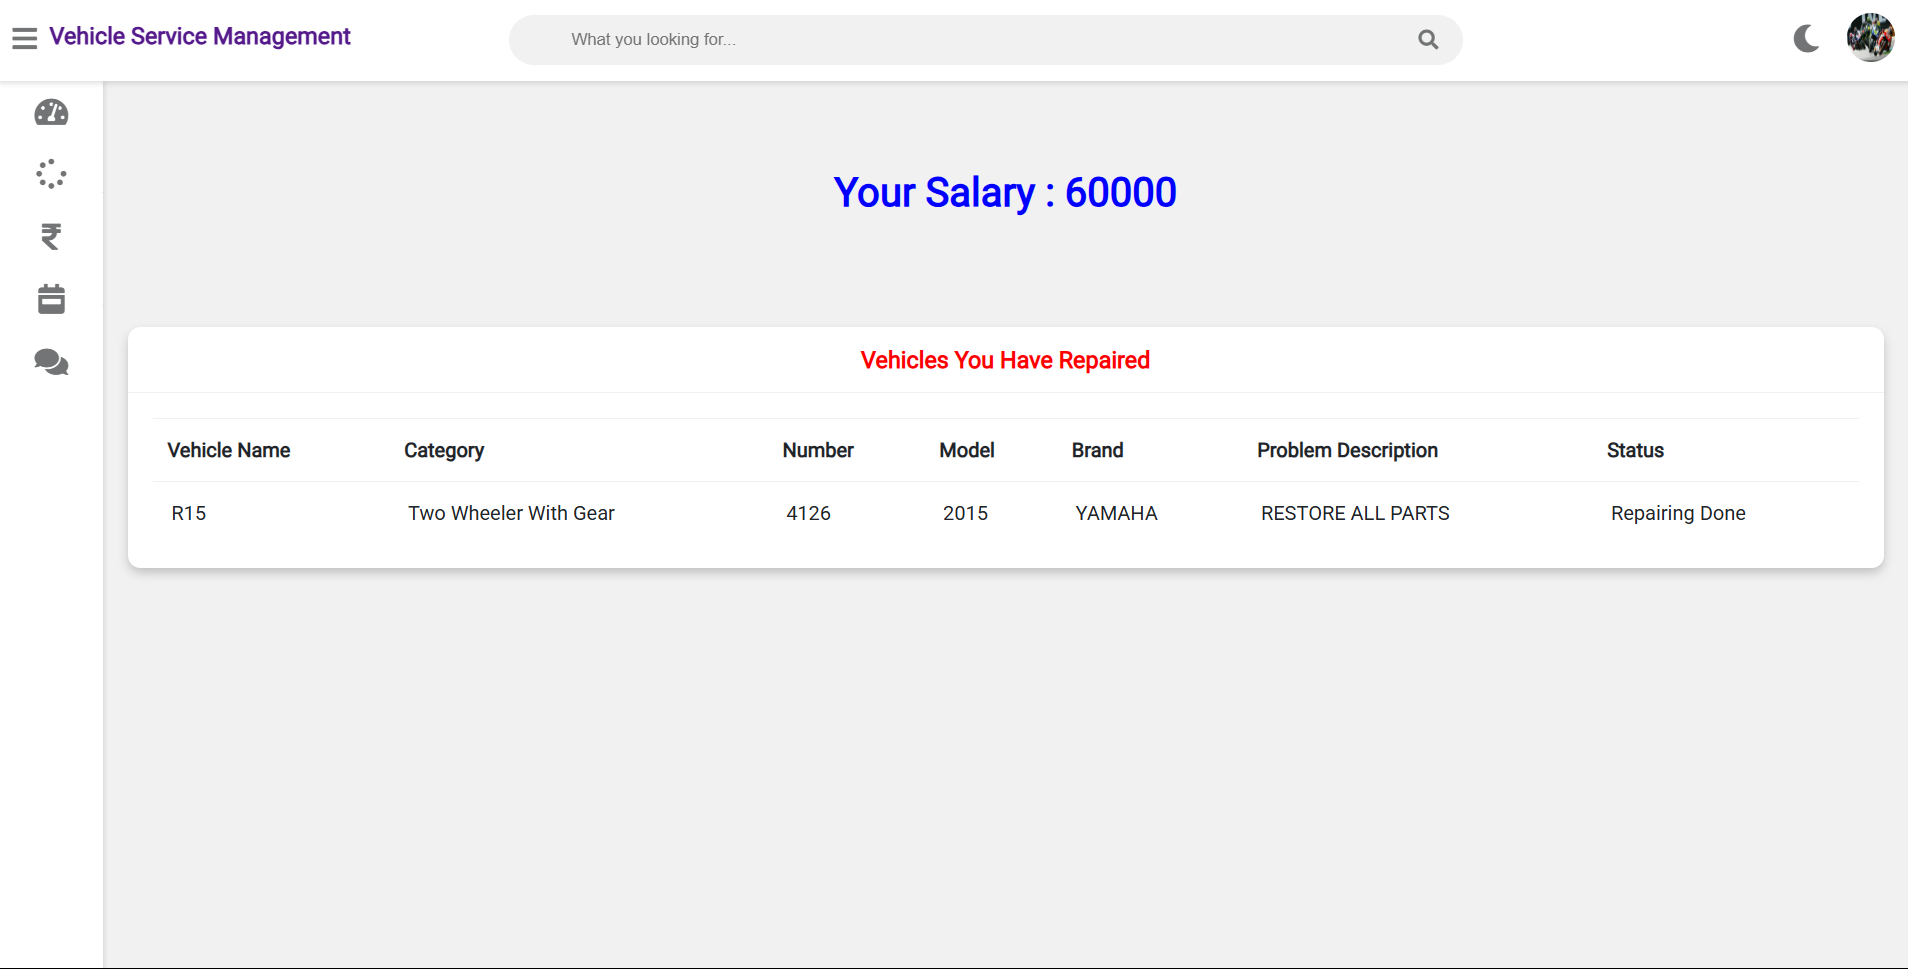 Vehicle Service Management
What you looking for...
Your Salary : 60000
Vehicles You Have Repaired
Vehicle Name Category Number Model Brand Problem Description Status
R15 Two Wheeler With Gear 4126 2015 YAMAHA RESTORE ALL PARTS Repairing Done